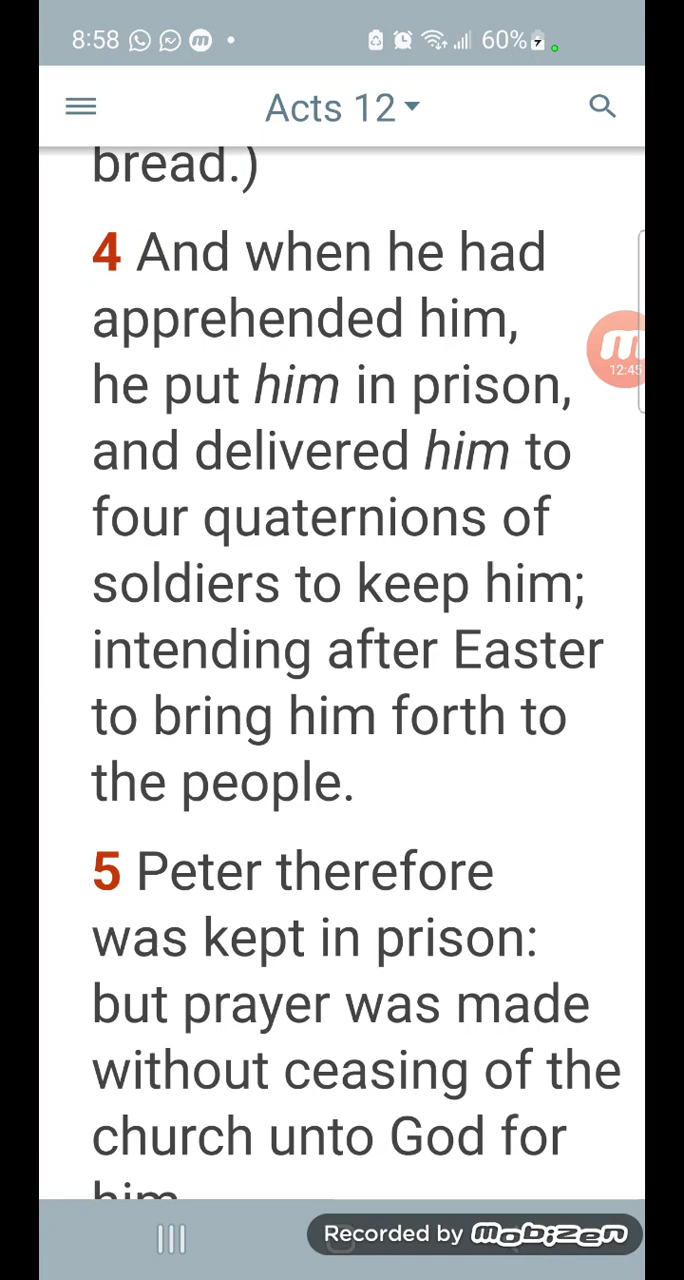 8:58 60%
Acts 12
bread.)
4 And when he had
apprehended him,
he put him in prison,
and delivered him to
four quaternions of
soldiers to keep him;
intending after Easter
to bring him forth to
the people.
5 Peter therefore
was kept in prison:
but prayer was made
without ceasing of the
church unto God for
him
m
12:45
Recorded by mobizen